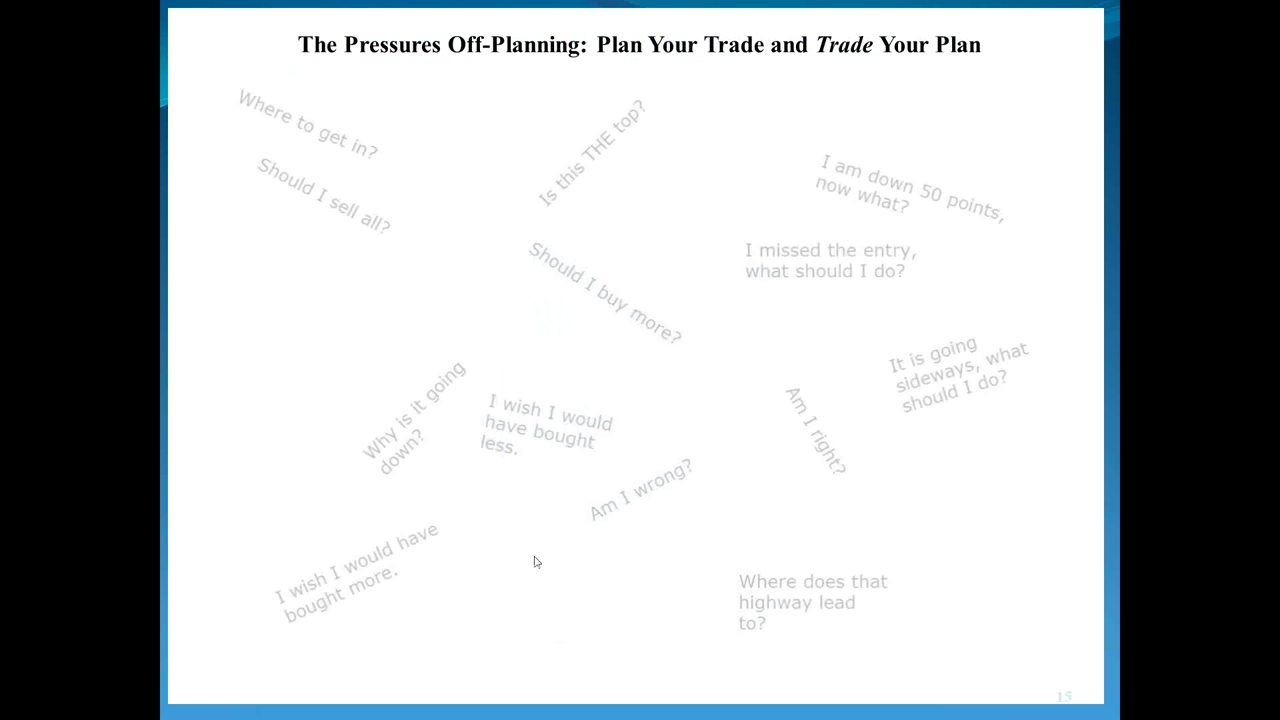 The Pressures Off-Planning: Plan Your Trade and Trade Your Plan
Where to get in?
Should I sell all?
Is this THE top?
I am down 50 points,
now what?
Should I buy more?
I missed the entry,
what should I do?
It is going
sideways, what
should I do?
Why is it going
down?
I wish I would
have bought
less.
Am I right?
Am I wrong?
I wish I would have
bought more.
Where does that
highway lead
to?
15